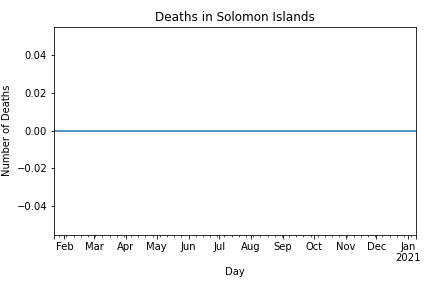 Deaths in Solomon Islands
Number of Deaths
0.04
0.02
0.00
−0.02
−0.04
Feb Mar Apr May Jun Jul Aug Sep Oct Nov Dec Jan
2021
Day